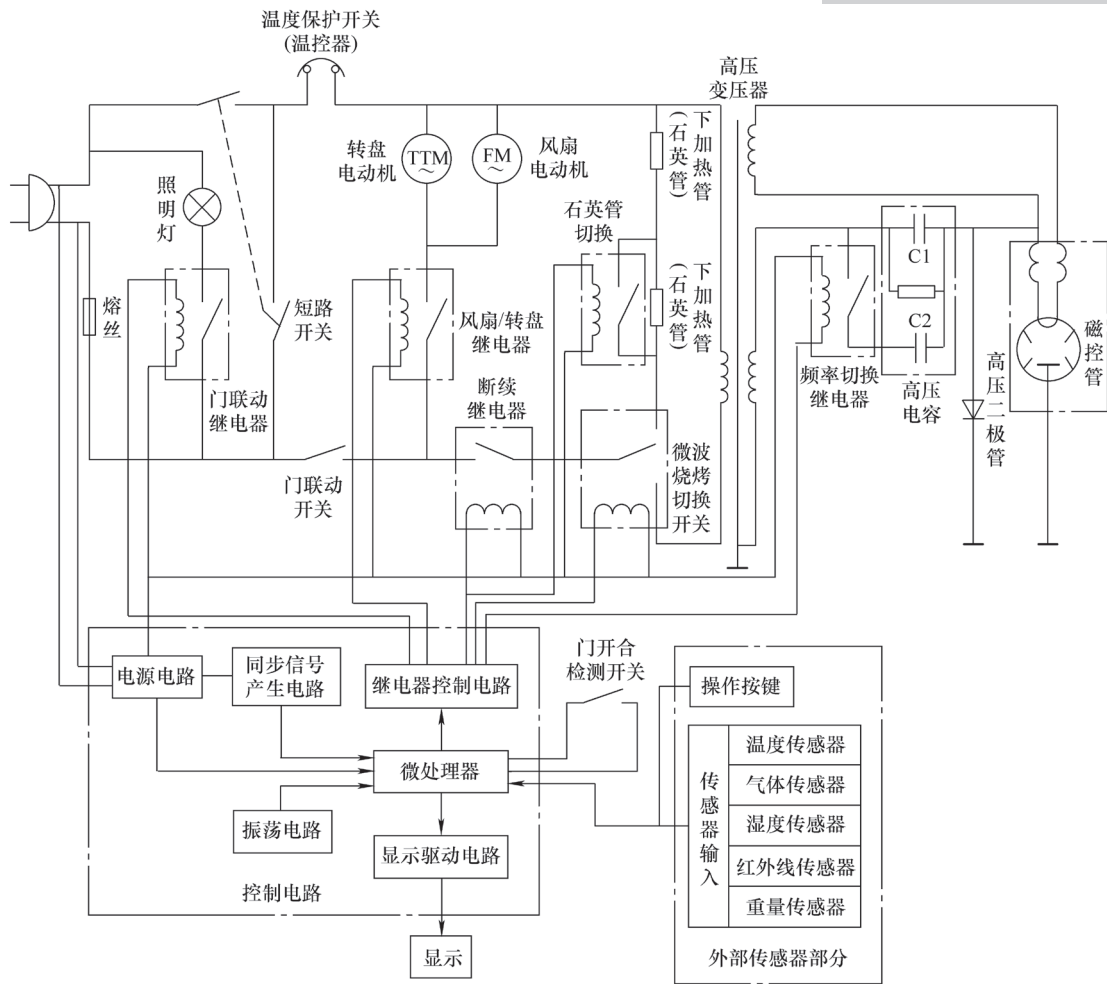 温度保护开关
(温控器)
高压
变压器
转盘
电动机
TTM
~
FM
~
风扇
电动机
(石英管)
下加热管
照明灯
石英管
切换
(石英管)
下加热管
熔丝
短路
开关
风扇/转盘
继电器
C1
C2
频率切换
继电器
高压
电容
高压二极管
磁控管
门联动
继电器
断续
继电器
门联动
开关
微波
烧烤
切换
开关
电源电路
同步信号
产生电路
继电器控制电路
门开合
检测开关
操作按键
微处理器
传感器输入
温度传感器
气体传感器
湿度传感器
红外线传感器
重量传感器
振荡电路
显示驱动电路
控制电路
显示
外部传感器部分